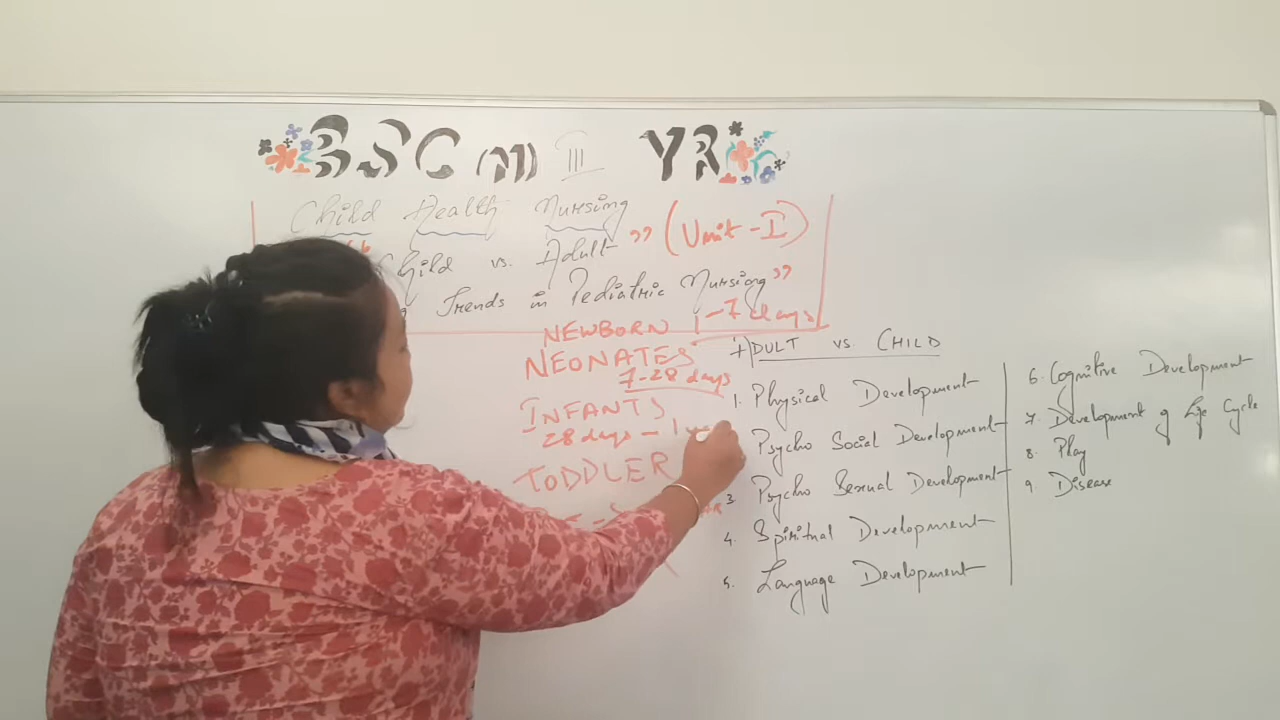 BSC (N) III YR
Child Health Nursing
Child vs. Adult" (Unit - I)
Trends in Pediatric Nursing"
NEWBORN 1-7 days
NEONATES
7-28 days
INFANTS
28 days - 1
TODDLER
ADULT vs CHILD
1. Physical Development
Psycho Social Development
3. Psycho Sexual Development
4. Spiritual Development
5. Language Development
6. Cognitive Development
7. Development of Life Cycle
8. Play
9. Disease